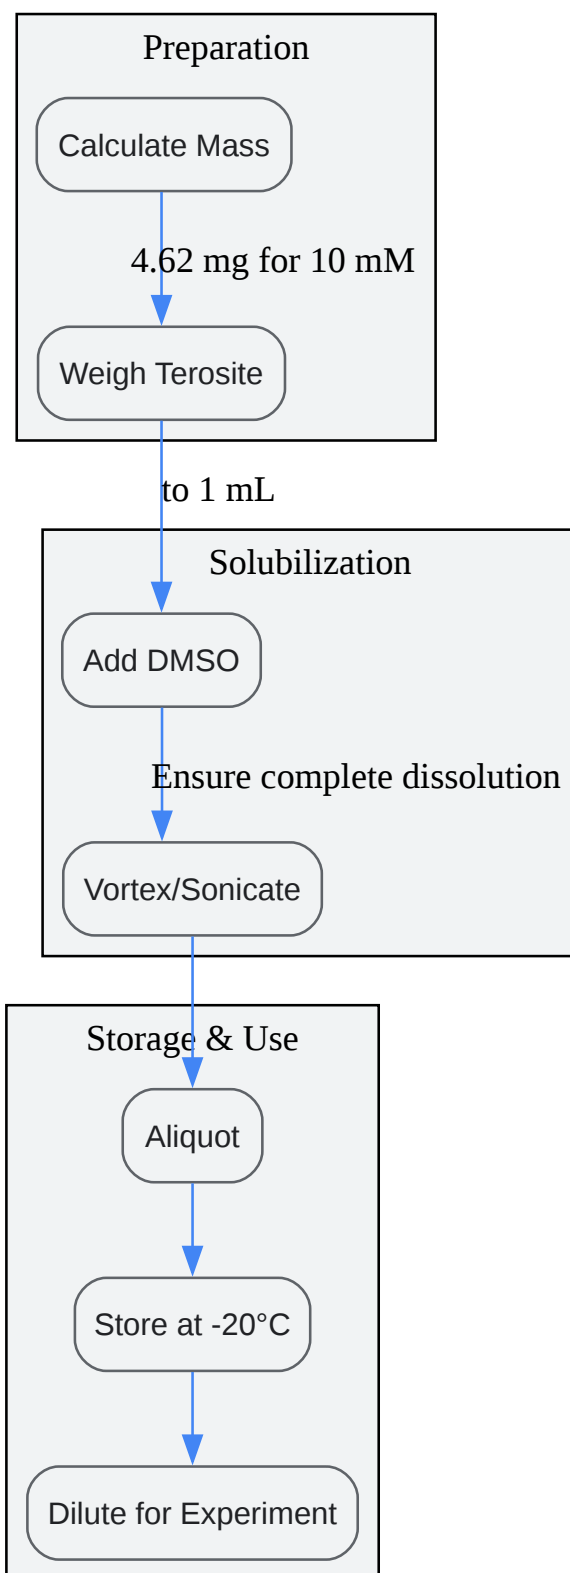 Preparation
Calculate Mass
4.62 mg for 10 mM
Weigh Terosite
to 1 mL
Solubilization
Add DMSO
Ensure complete dissolution
Vortex/Sonicate
Storage & Use
Aliquot
Store at -20°C
Dilute for Experiment